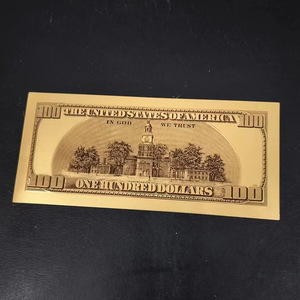 100 THE UNITED STATES OF AMERICA 100
IN GOD WE TRUST
100 ONE HUNDRED DOLLARS 100